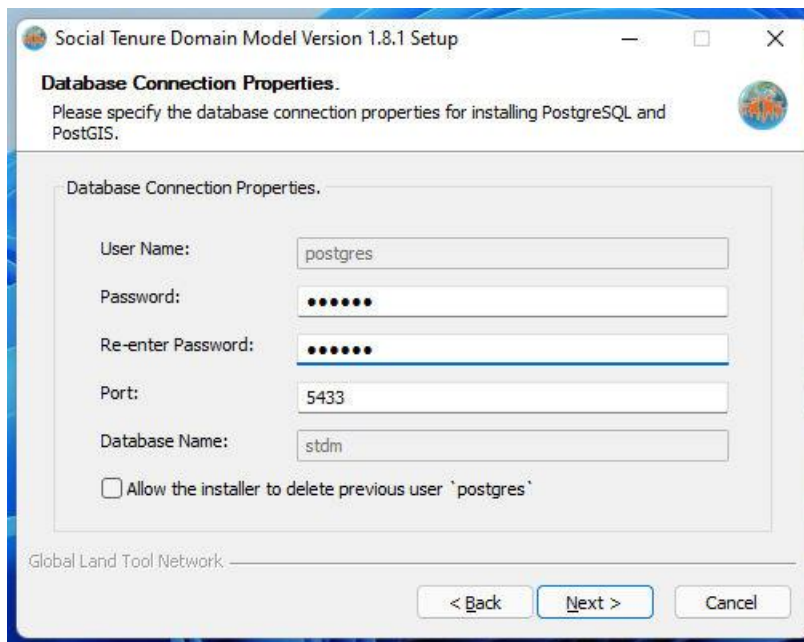 Social Tenure Domain Model Version 1.8.1 Setup
Database Connection Properties.
Please specify the database connection properties for installing PostgreSQL and
PostGIS.
Database Connection Properties.
User Name:
postgres
Password:
••••••
Re-enter Password:
••••••
Port:
5433
Database Name:
stdm
Allow the installer to delete previous user `postgres`
Global Land Tool Network
< Back
Next >
Cancel